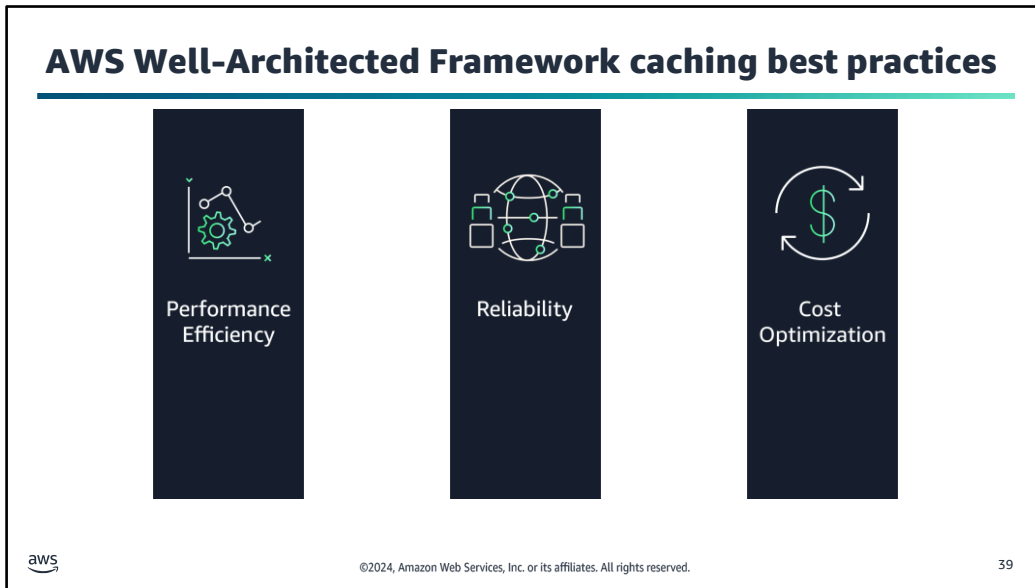 AWS Well-Architected Framework caching best practices
Performance
Efficiency
Reliability
Cost
Optimization
aws
©2024, Amazon Web Services, Inc. or its affiliates. All rights reserved.
39